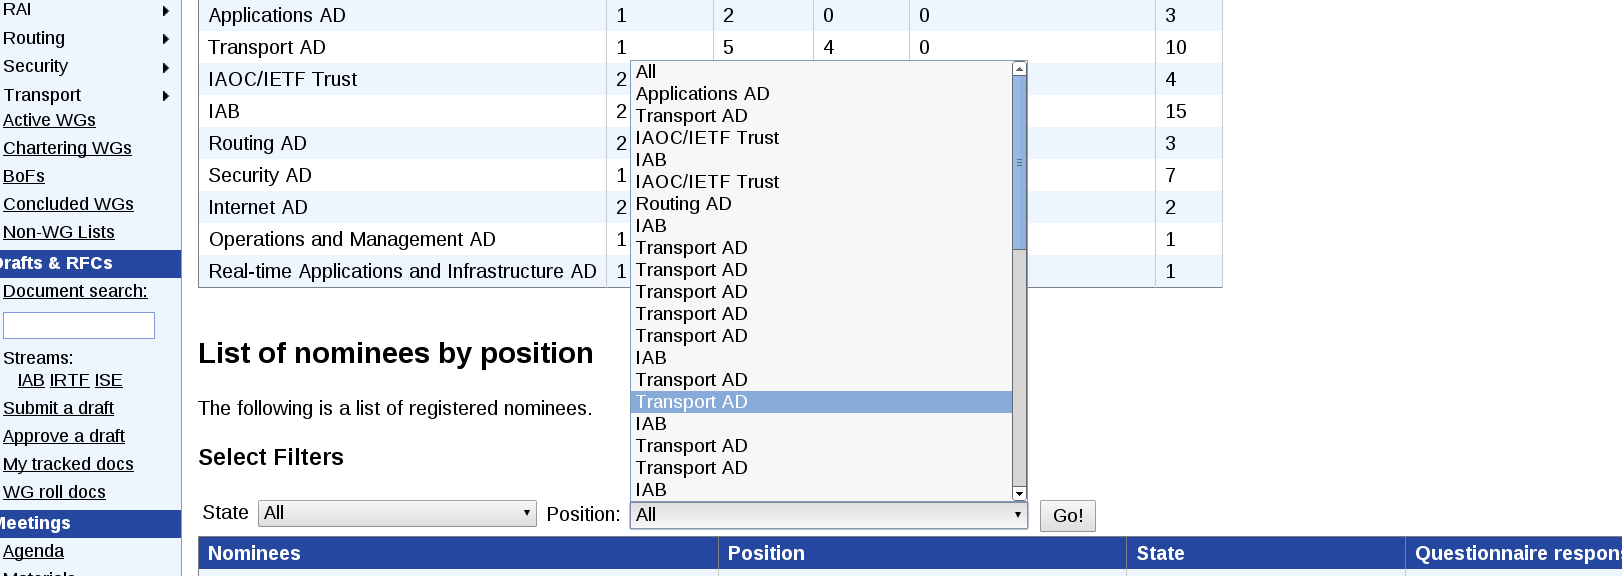 RAI
Routing
Security
Transport
Active WGs
Chartering WGs
BoFs
Concluded WGs
Non-WG Lists
Drafts & RFCs
Document search:
Streams:
IAB IRTF ISE
Submit a draft
Approve a draft
My tracked docs
WG roll docs
Meetings
Agenda
Materials
Applications AD 1 2 0 0 3
Transport AD 1 5 4 0 10
IAOC/IETF Trust 2 4
IAB 2 15
Routing AD 2 3
Security AD 1 7
Internet AD 2 2
Operations and Management AD 1 1
Real-time Applications and Infrastructure AD 1 1
All
Applications AD
Transport AD
IAOC/IETF Trust
IAB
IAOC/IETF Trust
Routing AD
IAB
Transport AD
Transport AD
Transport AD
Transport AD
Transport AD
IAB
Transport AD
Transport AD
IAB
Transport AD
Transport AD
IAB
List of nominees by position
The following is a list of registered nominees.
Select Filters
State All Position: All Go!
Nominees Position State Questionnaire respons